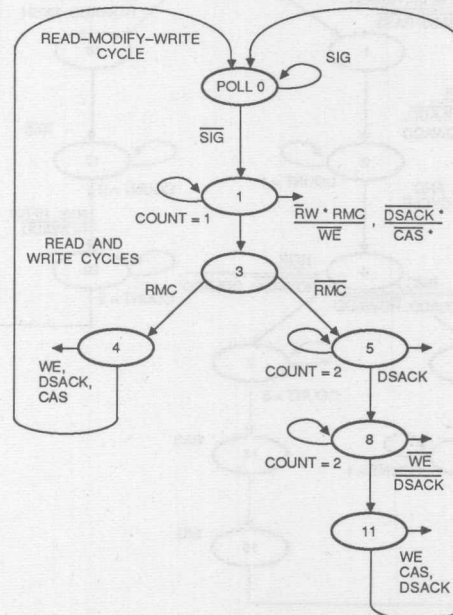 READ–MODIFY–WRITE
CYCLE
SIG
POLL 0
SIG
1
COUNT = 1
RW * RMC , DSACK *
WE CAS *
READ AND
WRITE CYCLES
3
RMC
RMC
4
5
WE,
DSACK,
CAS
COUNT = 2
DSACK
8
COUNT = 2
WE
DSACK
11
WE
CAS,
DSACK